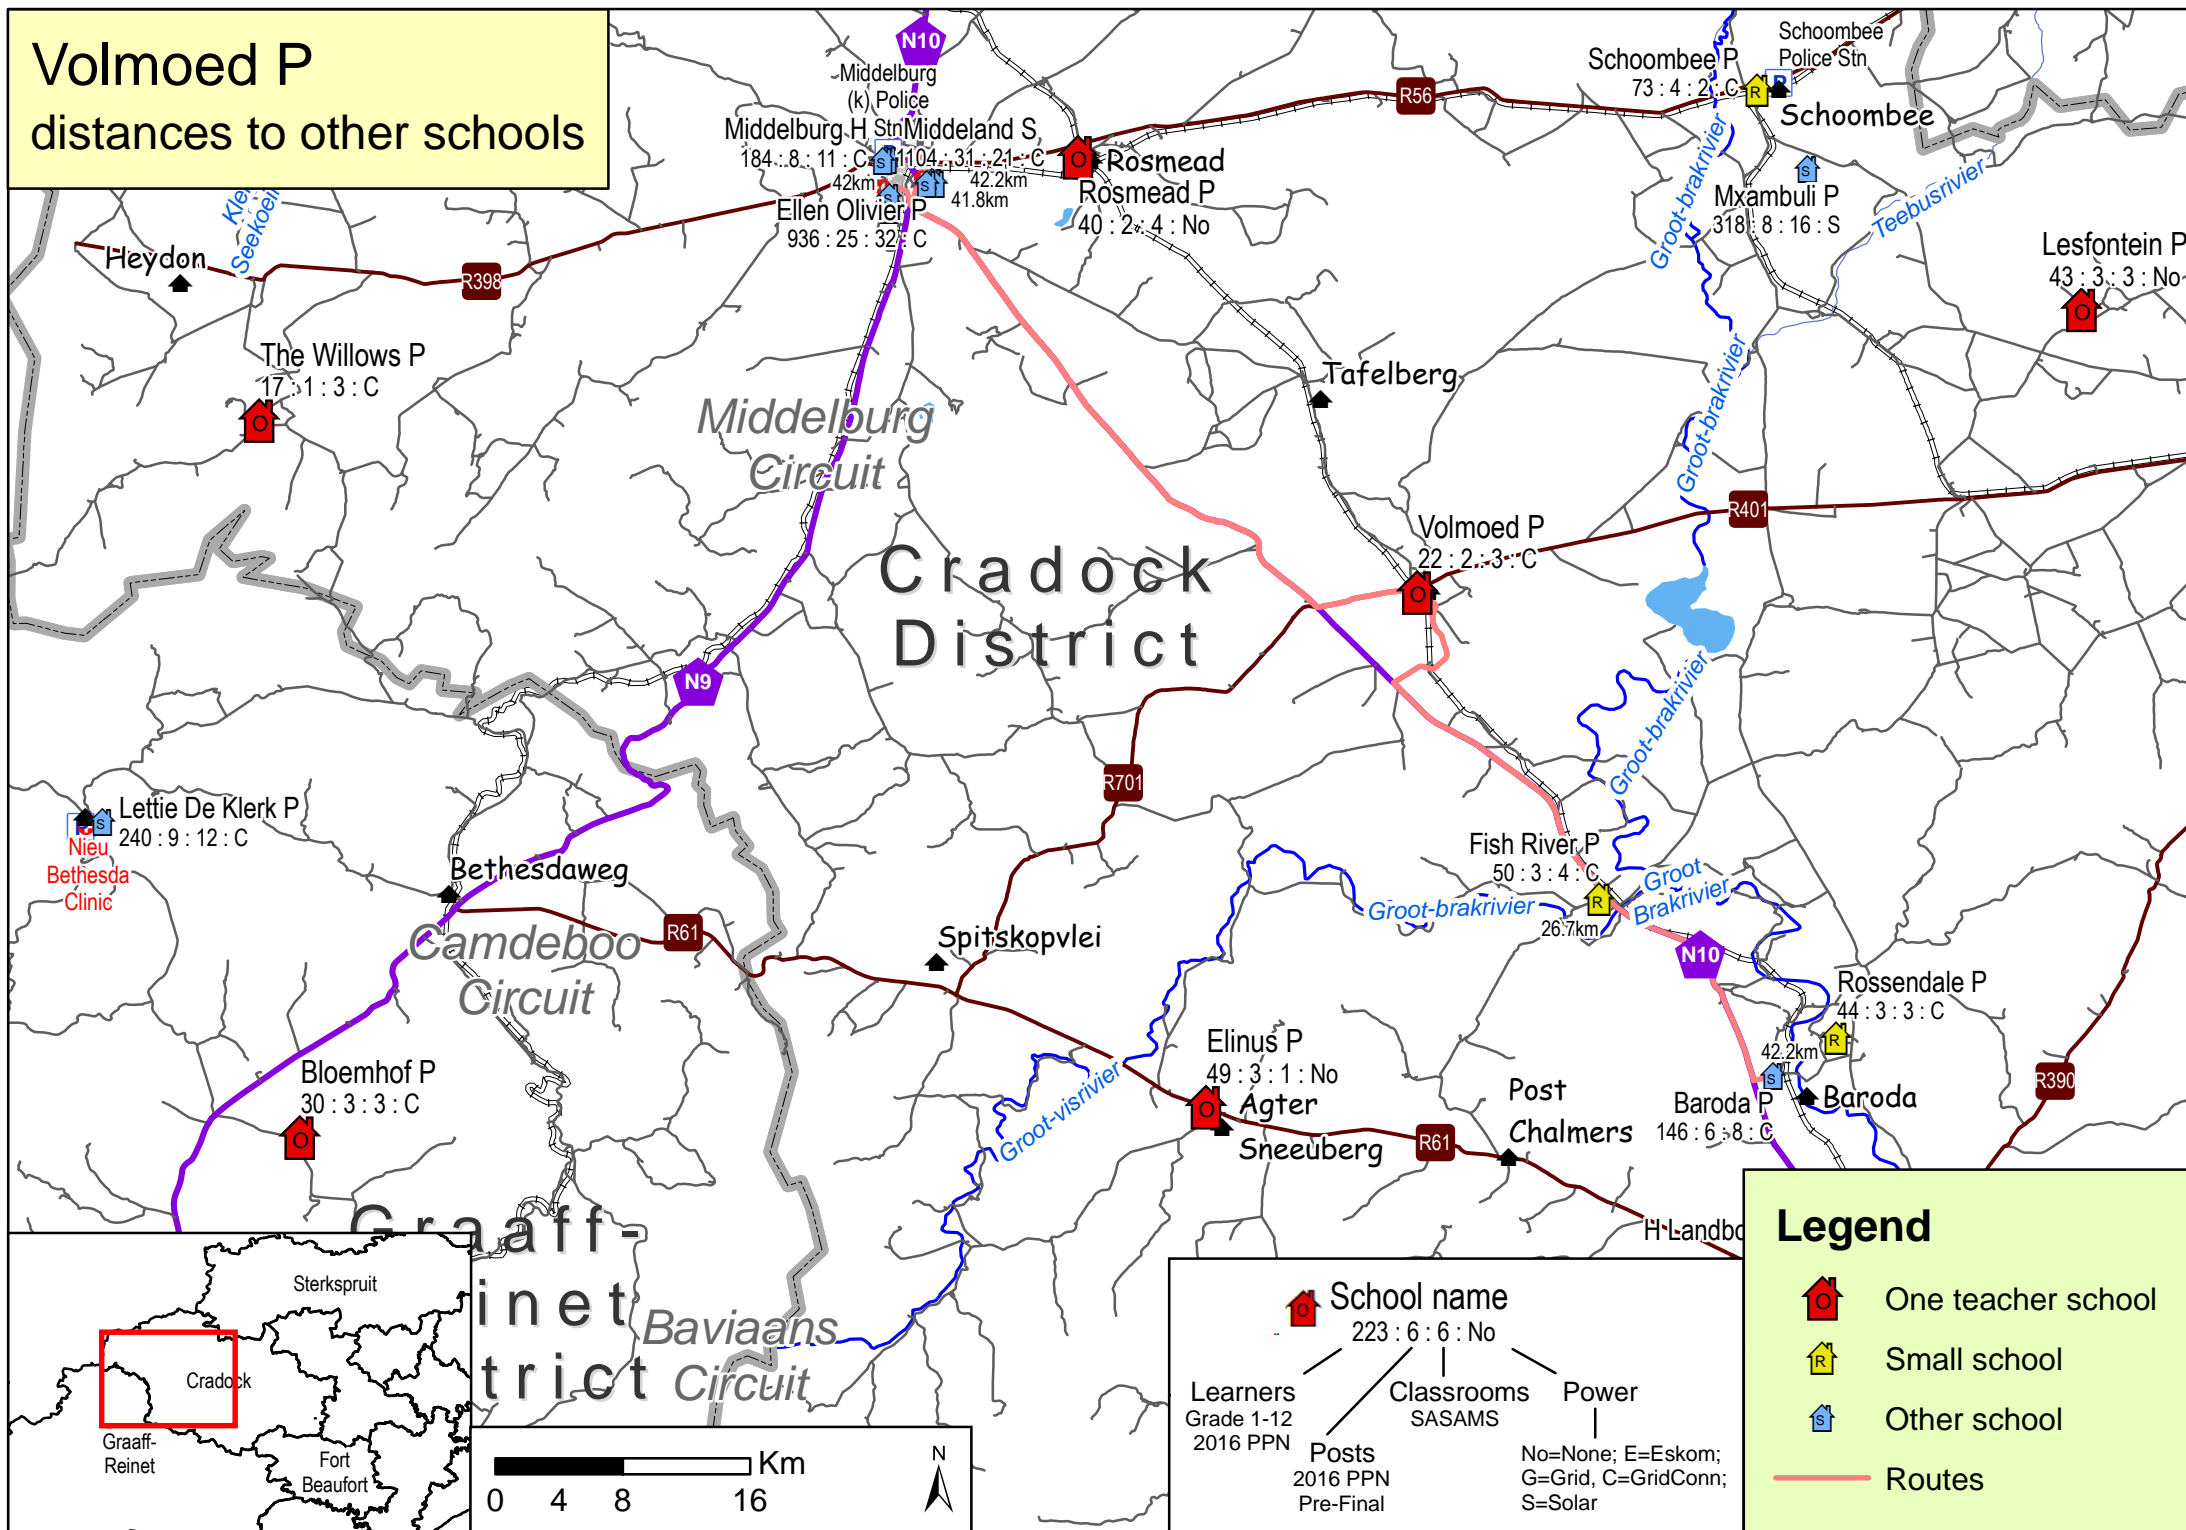 Volmoed P
distances to other schools
N10
Middelburg
(k) Police
Stn
Middelburg H
184 : 8 : 11 : C
Middeland S
1104 : 31 : 21 : C
42km
42.2km
41.8km
Ellen Olivier P
936 : 25 : 32 : C
R56
Rosmead
Rosmead P
40 : 2 : 4 : No
Schoombee P
73 : 4 : 2 : C
Schoombee
Police Stn
Schoombee
Mxambuli P
318 : 8 : 16 : S
Groot-brakrivier
Teebusrivier
Lesfontein P
43 : 3 : 3 : No
Seekoei
Heydon
R398
The Willows P
17 : 1 : 3 : C
Middelburg
Circuit
Tafelberg
Groot-brakrivier
R401
Volmoed P
22 : 2 : 3 : C
Cradock
District
N9
Groot-brakrivier
R701
Lettie De Klerk P
240 : 9 : 12 : C
Nieu
Bethesda
Clinic
Bethesdaweg
Fish River P
50 : 3 : 4 : C
26.7km
Groot
Brakrivier
Groot-brakrivier
R61
Camdeboo
Circuit
Spitskopvlei
N10
Rossendale P
44 : 3 : 3 : C
42.2km
Elinus P
49 : 3 : 1 : No
Agter
Sneeuberg
Groot-visrivier
Bloemhof P
30 : 3 : 3 : C
Post
Chalmers
R61
Baroda P
146 : 6 : 8 : C
Baroda
R390
H Landbo
Graaff-
inet
trict
Baviaans
Circuit
Sterkspruit
Cradock
Graaff-
Reinet
Fort
Beaufort
Km
0 4 8 16
N
School name
223 : 6 : 6 : No
Learners
Grade 1-12
2016 PPN
Posts
2016 PPN
Pre-Final
Classrooms
SASAMS
Power
No=None; E=Eskom;
G=Grid, C=GridConn;
S=Solar
Legend
One teacher school
Small school
Other school
Routes